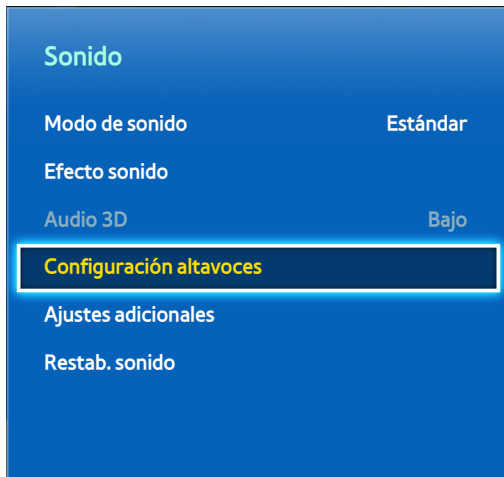 Sonido
Modo de sonido Estándar
Efecto sonido
Audio 3D Bajo
Configuración altavoces
Ajustes adicionales
Restab. sonido